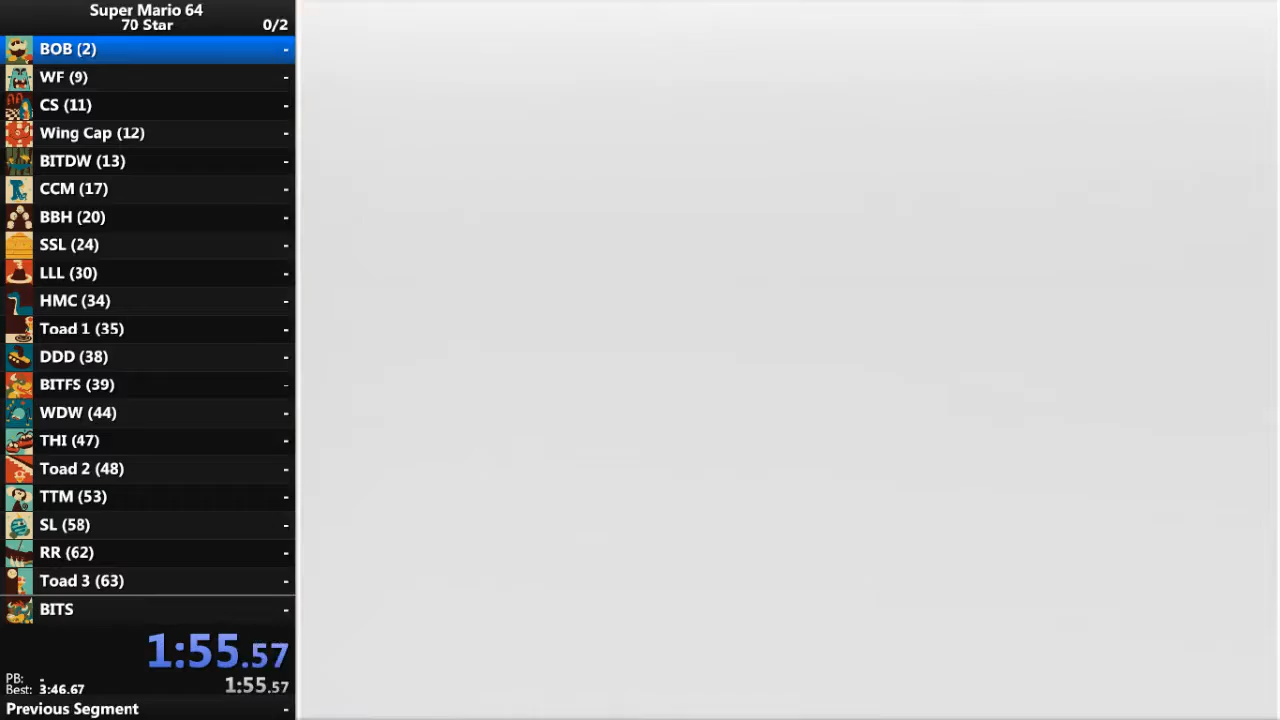 Super Mario 64
70 Star 0/2
BOB (2) -
WF (9) -
CS (11) -
Wing Cap (12) -
BITDW (13) -
CCM (17) -
BBH (20) -
SSL (24) -
LLL (30) -
HMC (34) -
Toad 1 (35) -
DDD (38) -
BITFS (39) -
WDW (44) -
THI (47) -
Toad 2 (48) -
TTM (53) -
SL (58) -
RR (62) -
Toad 3 (63) -
BITS -
1:55.57
PB: -
Best: 3:46.67 1:55.57
Previous Segment -